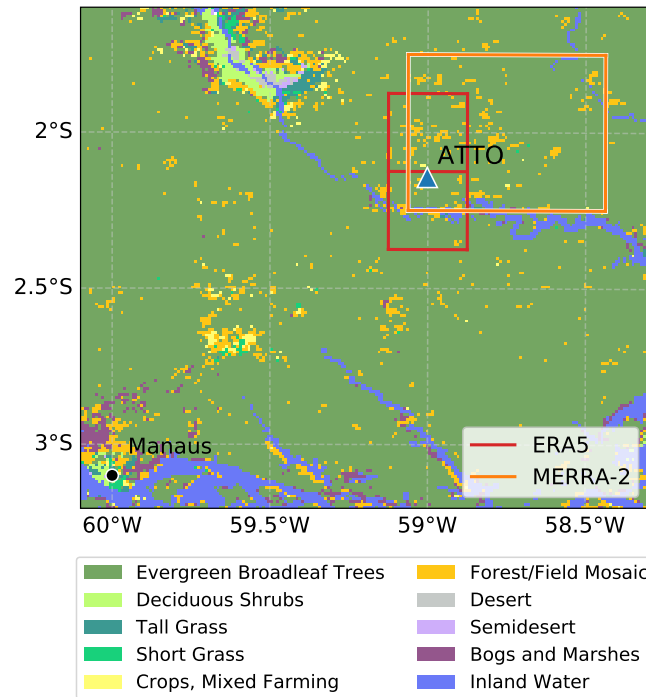 2°S
ATTO
2.5°S
3°S
Manaus
ERA5
MERRA-2
60°W 59.5°W 59°W 58.5°W
Evergreen Broadleaf Trees
Deciduous Shrubs
Tall Grass
Short Grass
Crops, Mixed Farming
Forest/Field Mosaic
Desert
Semidesert
Bogs and Marshes
Inland Water